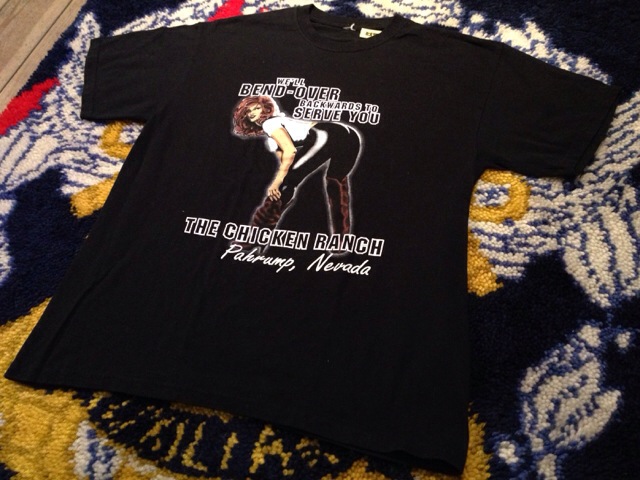 WE'LL
BEND-OVER
BACKWARDS TO
SERVE YOU
THE CHICKEN RANCH
Pahrump, Nevada